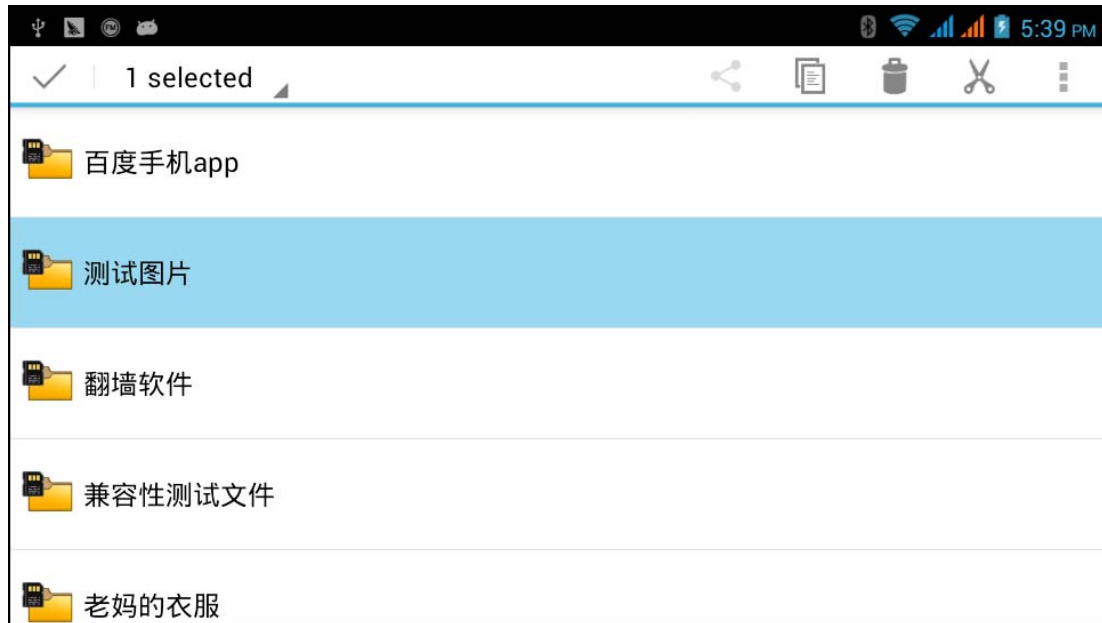 5:39 PM
1 selected
百度手机app
测试图片
翻墙软件
兼容性测试文件
老妈的衣服